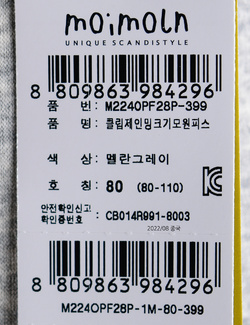 moimoln
UNIQUE SCANDISTYLE
8 809863 984296 >
품 번 : M224OPF28P-399
품 명 : 클림제인밍크기모원피스
색 상 : 멜란그레이
호 칭 : 80 (80-110)
안전확인신고
확인증번호 : CB014R991-8003
2022/08 중국
8 809863 984296 >
M224OPF28P-1M-80-399